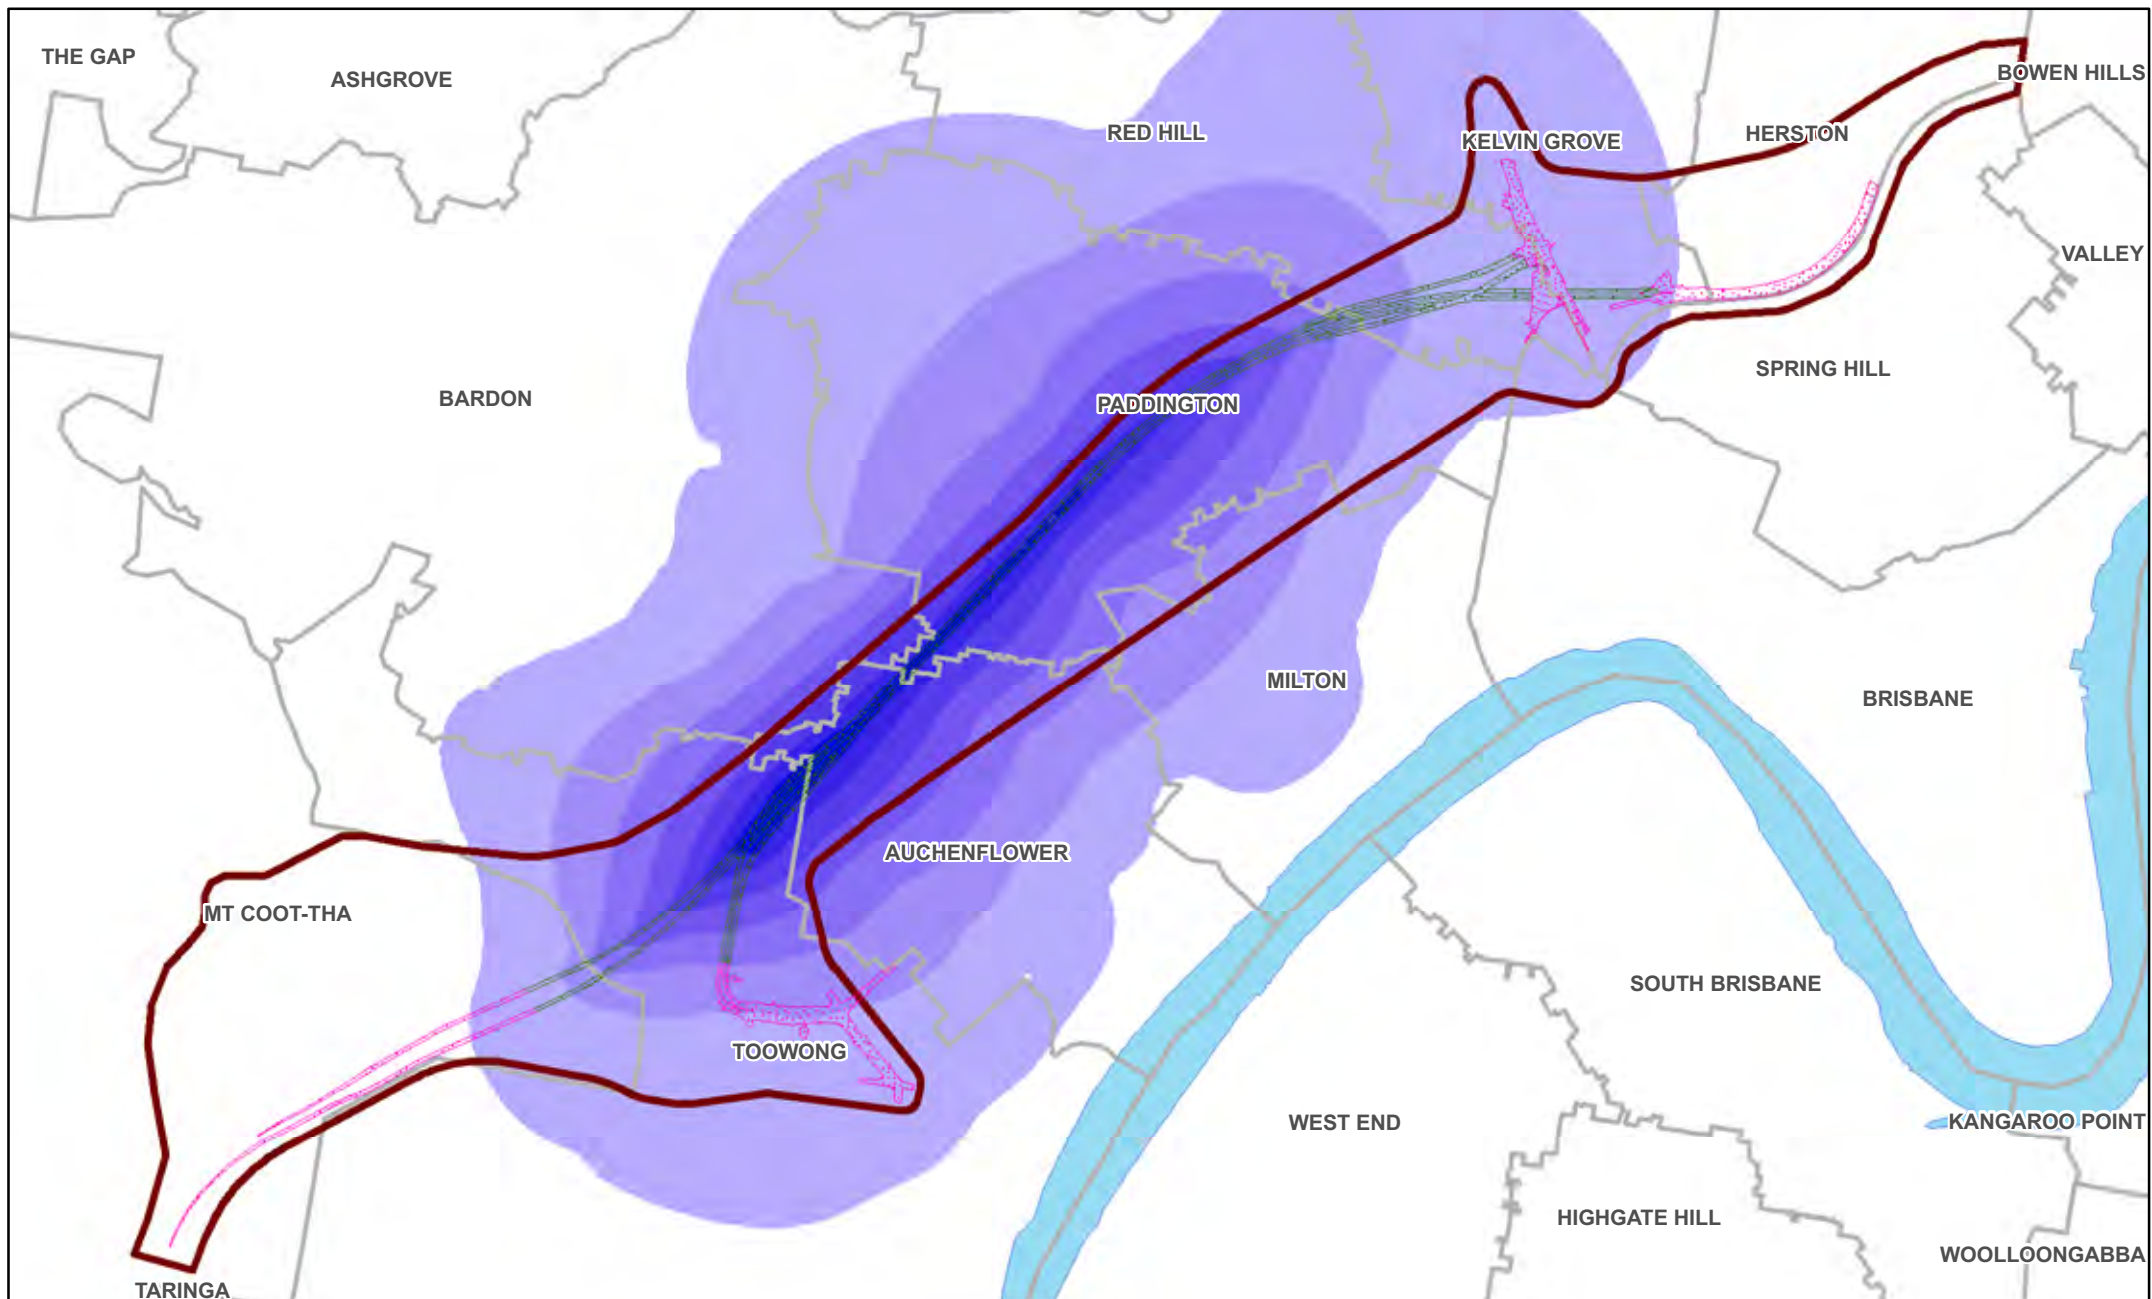 THE GAP
ASHGROVE
BOWEN HILLS
RED HILL
KELVIN GROVE
HERSTON
VALLEY
SPRING HILL
BARDON
PADDINGTON
MILTON
BRISBANE
AUCHENFLOWER
MT COOT-THA
SOUTH BRISBANE
TOOWONG
WEST END
KANGAROO POINT
HIGHGATE HILL
WOOLLOONGABBA
TARINGA